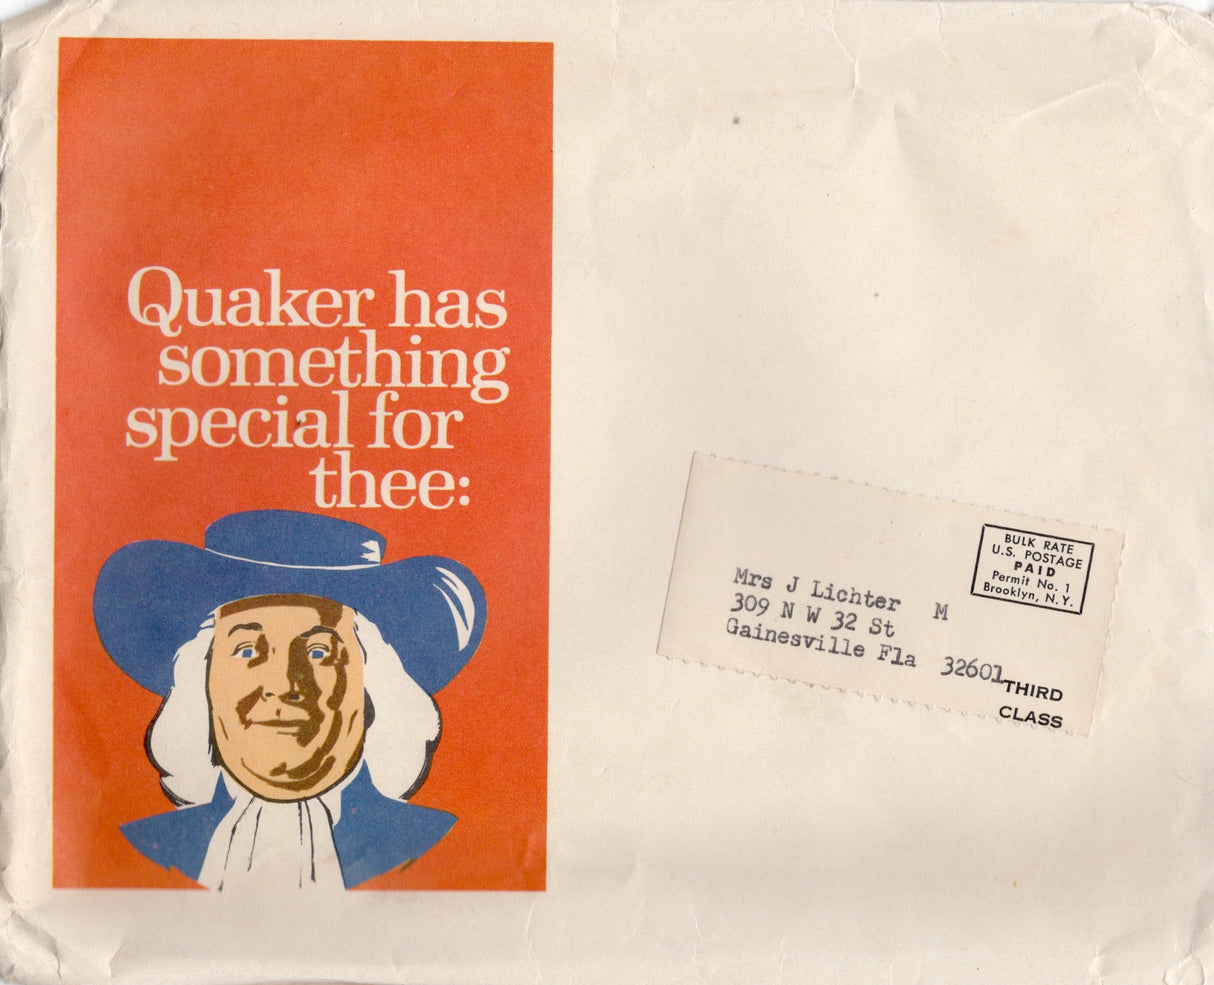 Quaker has
something
special for
thee:
BULK RATE
U.S. POSTAGE
PAID
Permit No. 1
Brooklyn, N.Y.
Mrs J Lichter M
309 N W 32 St
Gainesville Fla 32601
THIRD
CLASS